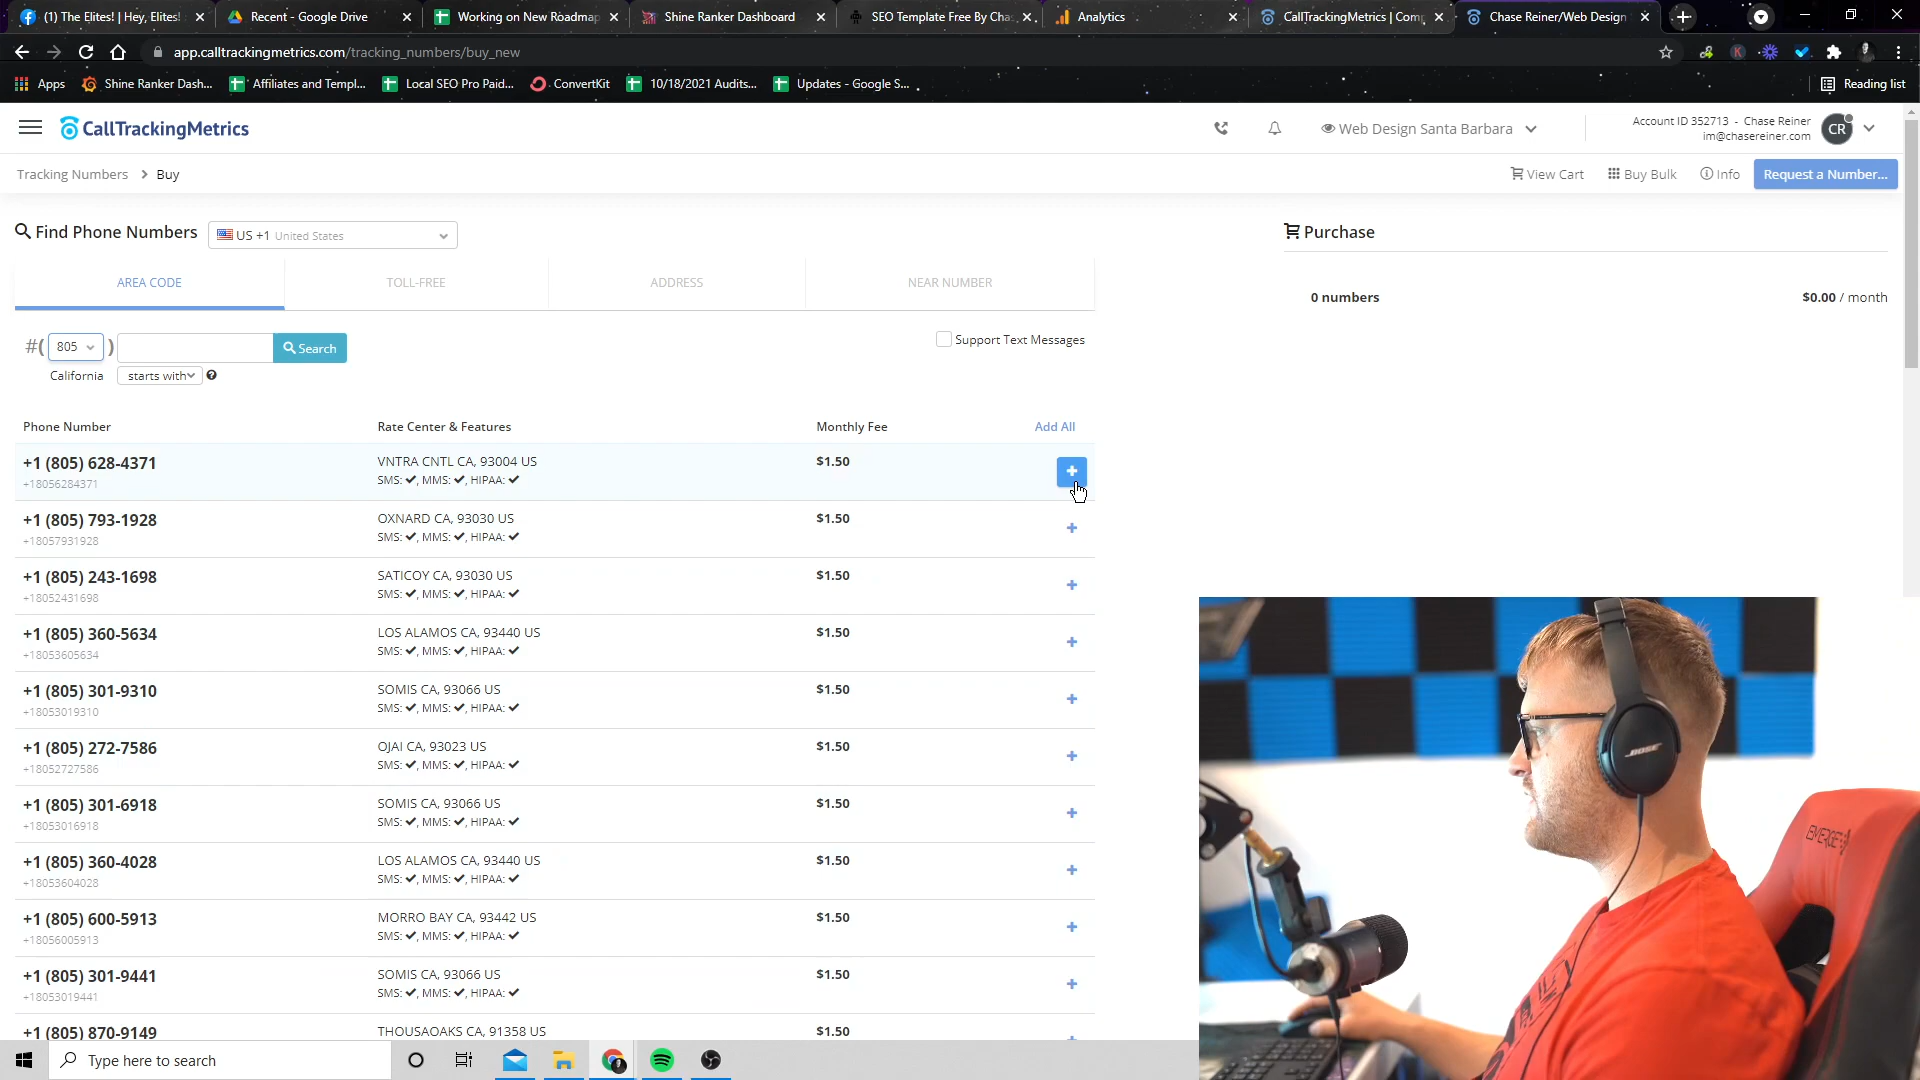 (1) The Elites! | Hey, Elites!
Recent - Google Drive
Working on New Roadmap
Shine Ranker Dashboard
SEO Template Free By Cha
Analytics
CallTrackingMetrics | Comp
Chase Reiner/Web Design
app.calltrackingmetrics.com/tracking_numbers/buy_new
Apps
Shine Ranker Dash...
Affiliates and Templ...
Local SEO Pro Paid...
ConvertKit
10/18/2021 Audits...
Updates - Google S...
Reading list
CallTrackingMetrics
Web Design Santa Barbara
Account ID 352713 - Chase Reiner
im@chasereiner.com
CR
Tracking Numbers > Buy
View Cart
Buy Bulk
Info
Request a Number...
Find Phone Numbers
US +1 United States
Purchase
AREA CODE
TOLL-FREE
ADDRESS
NEAR NUMBER
0 numbers
$0.00 / month
#( 805 )
Search
Support Text Messages
California
starts with
Phone Number
Rate Center & Features
Monthly Fee
Add All
+1 (805) 628-4371
VNTRA CNTL CA, 93004 US
$1.50
+18056284371
SMS: ✔, MMS: ✔, HIPAA: ✔
+1 (805) 793-1928
OXNARD CA, 93030 US
$1.50
+18057931928
SMS: ✔, MMS: ✔, HIPAA: ✔
+1 (805) 243-1698
SATICOY CA, 93030 US
$1.50
+18052431698
SMS: ✔, MMS: ✔, HIPAA: ✔
+1 (805) 360-5634
LOS ALAMOS CA, 93440 US
$1.50
+18053605634
SMS: ✔, MMS: ✔, HIPAA: ✔
+1 (805) 301-9310
SOMIS CA, 93066 US
$1.50
+18053019310
SMS: ✔, MMS: ✔, HIPAA: ✔
+1 (805) 272-7586
OJAI CA, 93023 US
$1.50
+18052727586
SMS: ✔, MMS: ✔, HIPAA: ✔
+1 (805) 301-6918
SOMIS CA, 93066 US
$1.50
+18053016918
SMS: ✔, MMS: ✔, HIPAA: ✔
+1 (805) 360-4028
LOS ALAMOS CA, 93440 US
$1.50
+18053604028
SMS: ✔, MMS: ✔, HIPAA: ✔
+1 (805) 600-5913
MORRO BAY CA, 93442 US
$1.50
+18056005913
SMS: ✔, MMS: ✔, HIPAA: ✔
+1 (805) 301-9441
SOMIS CA, 93066 US
$1.50
+18053019441
SMS: ✔, MMS: ✔, HIPAA: ✔
+1 (805) 870-9149
THOUSAOAKS CA, 91358 US
$1.50
BOSE
Type here to search